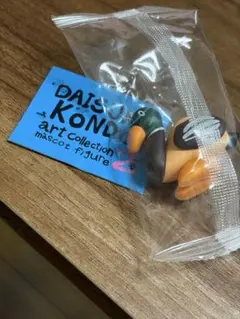 DAISU
KOND
art collection
mascot figure